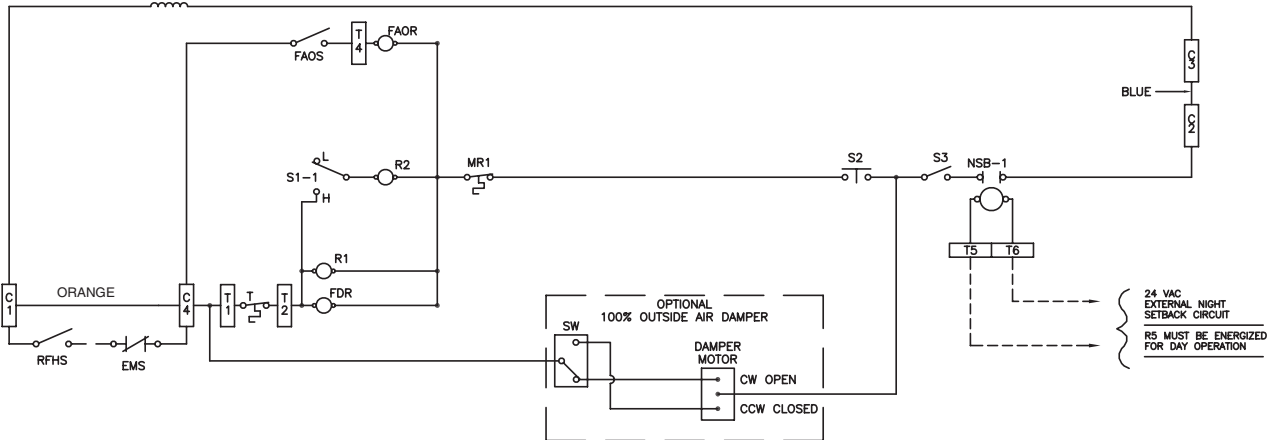 FAOS
T
4
FAOR
C
3
BLUE
C
2
L
S1-1
H
R2
MR1
S2
S3
NSB-1
T5
T6
R1
ORANGE
C
1
C
4
T
1
T
T
2
FDR
RFHS
EMS
OPTIONAL
100% OUTSIDE AIR DAMPER
SW
DAMPER
MOTOR
CW OPEN
CCW CLOSED
24 VAC
EXTERNAL NIGHT
SETBACK CIRCUIT
R5 MUST BE ENERGIZED
FOR DAY OPERATION